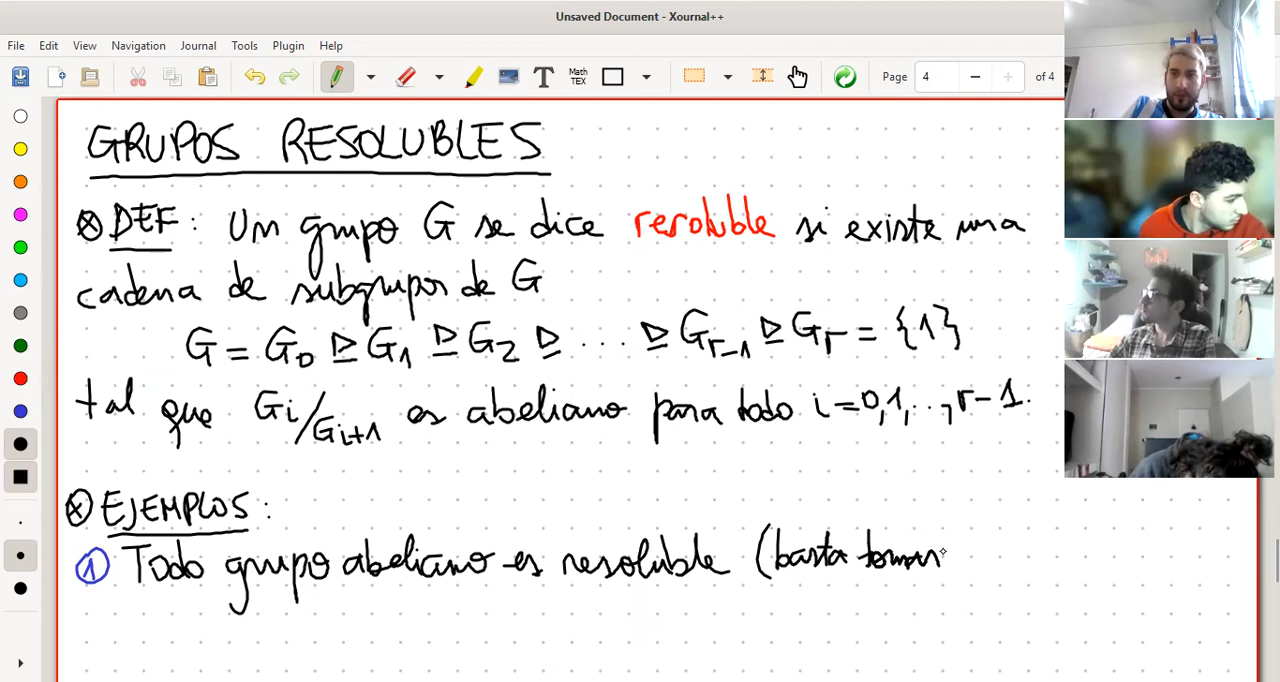 Unsaved Document - Xournal++
File Edit View Navigation Journal Tools Plugin Help
Math TEX Page 4 of 4
GRUPOS RESOLUBLES
⊗ DEF: Un grupo G se dice resoluble si existe una
cadena de subgrupos de G
G = G₀ ⊵ G₁ ⊵ G₂ ⊵ ... ⊵ Gᵣ₋₁ ⊵ Gᵣ = {1}
tal que Gi/Gi+1 es abeliano para todo i=0,1,..,r-1.
⊗ EJEMPLOS:
① Todo grupo abeliano es resoluble (basta tomar